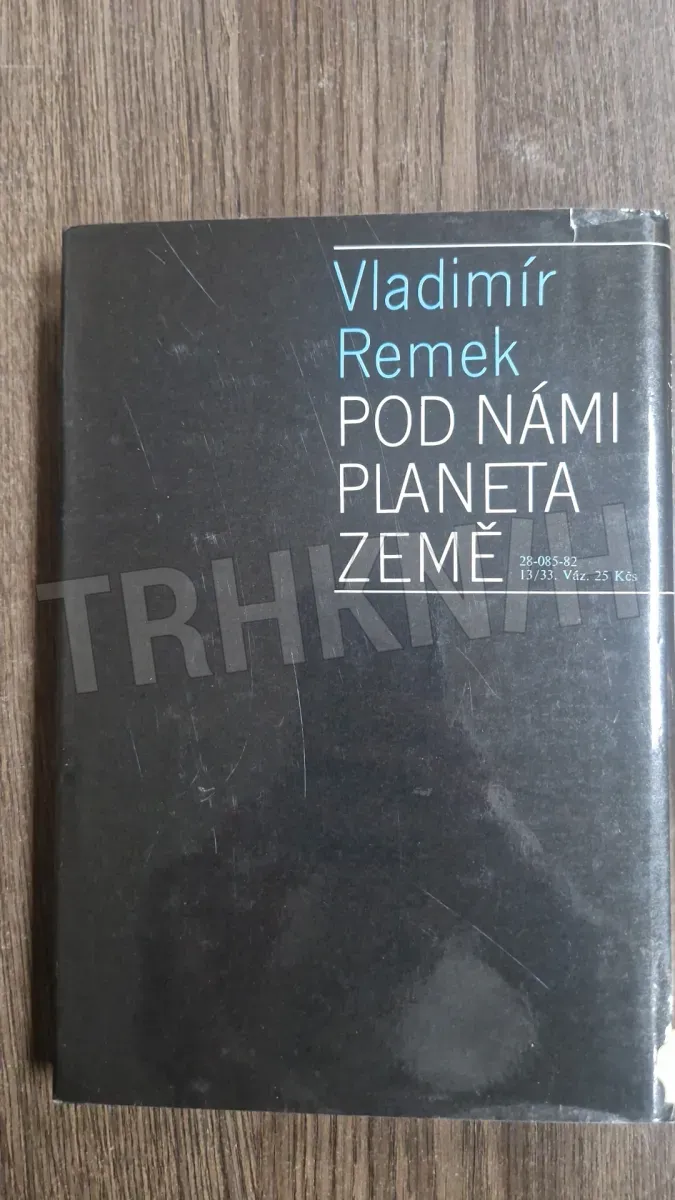 Vladimír
Remek
POD NÁMI
PLANETA
ZEMĚ
28-085-82
13/33. Váz. 25 Kčs
TRHKNIH